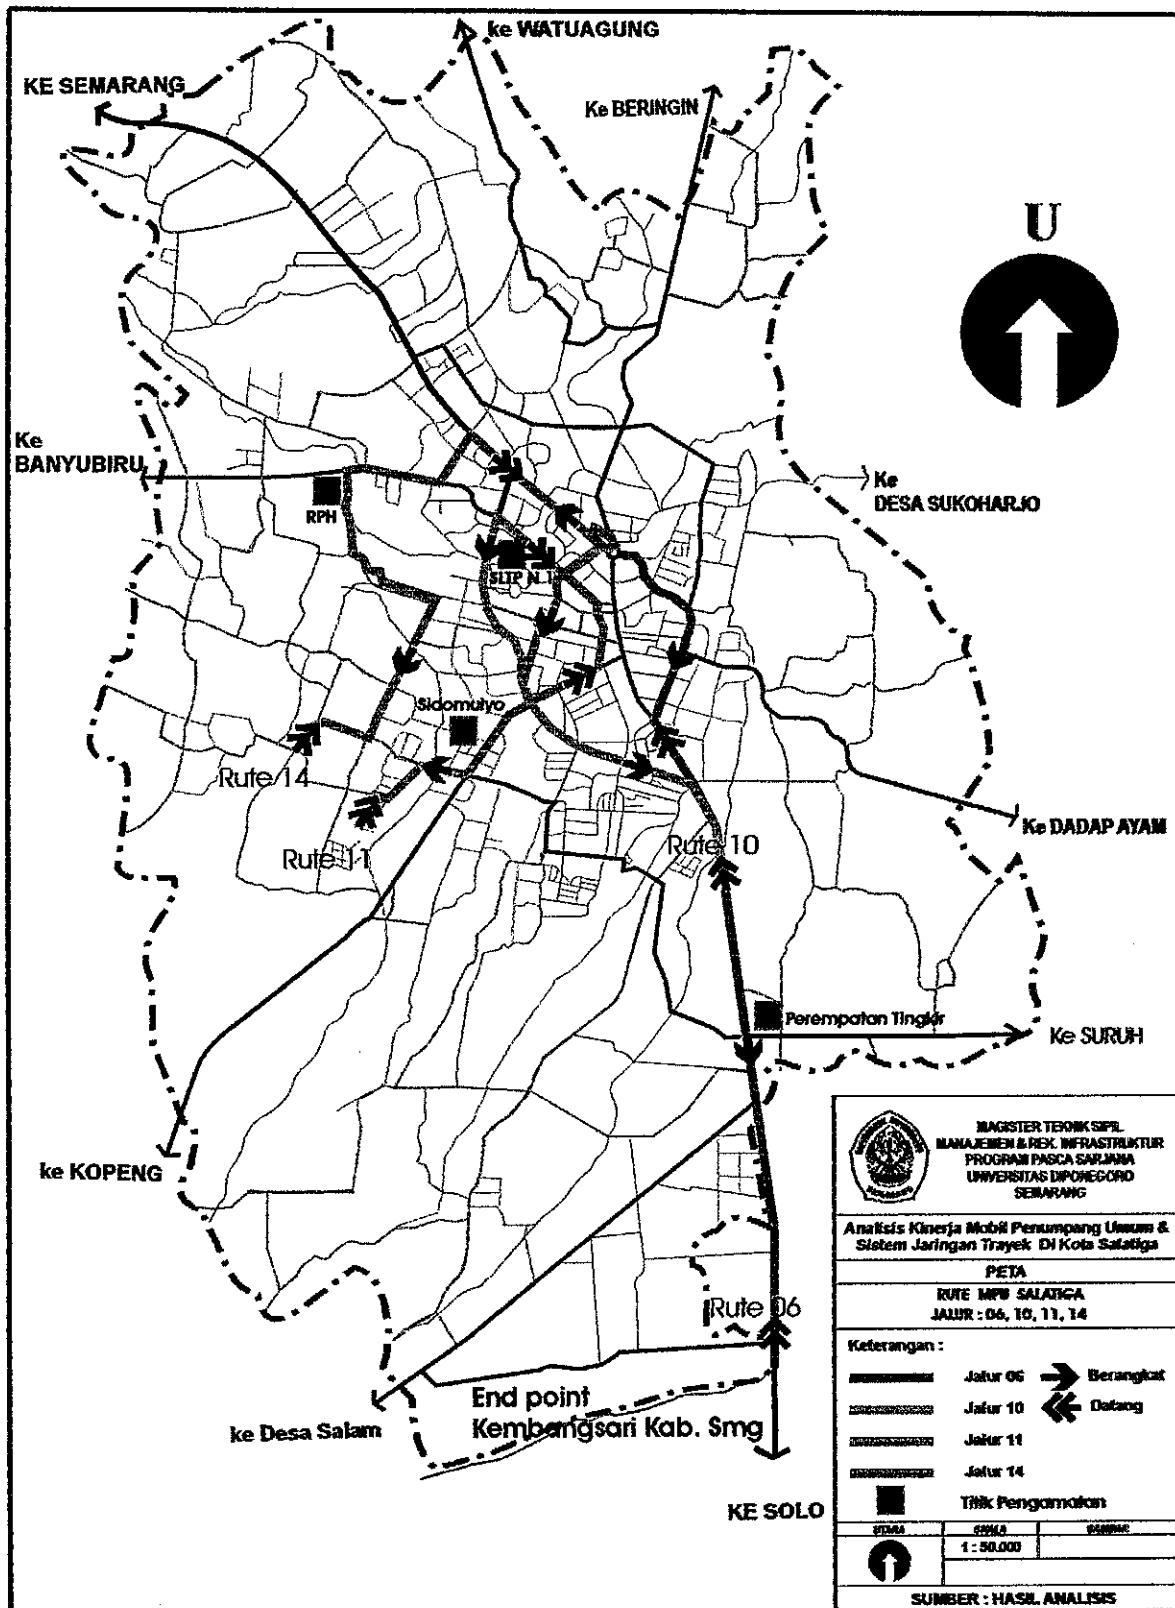 ke WATUAGUNG
KE SEMARANG
Ke BERINGIN
U
Ke
BANYUBIRU
Ke
DESA SUKOHARJO
RPH
SLTP N 1
Sidomulyo
Rute 14
Rute 11
Rute 10
Ke DADAP AYAM
Perempatan Tingkir
Ke SURUH
ke KOPENG
Rute 06
End point
Kembangsari Kab. Smg
ke Desa Salam
KE SOLO
MAGISTER TEKNIK SIPIL
MANAJEMEN & REK. INFRASTRUKTUR
PROGRAM PASCA SARJANA
UNIVERSITAS DIPONEGORO
SEMARANG
Analisis Kinerja Mobil Penumpang Umum &
Sistem Jaringan Trayek Di Kota Salatiga
PETA
RUTE MPU SALATIGA
JALUR : 06, 10, 11, 14
Keterangan :
Jalur 06 Berangkat
Jalur 10 Datang
Jalur 11
Jalur 14
Titik Pengamatan
UTARA SKALA GAMBAR
1 : 50.000
SUMBER : HASIL ANALISIS